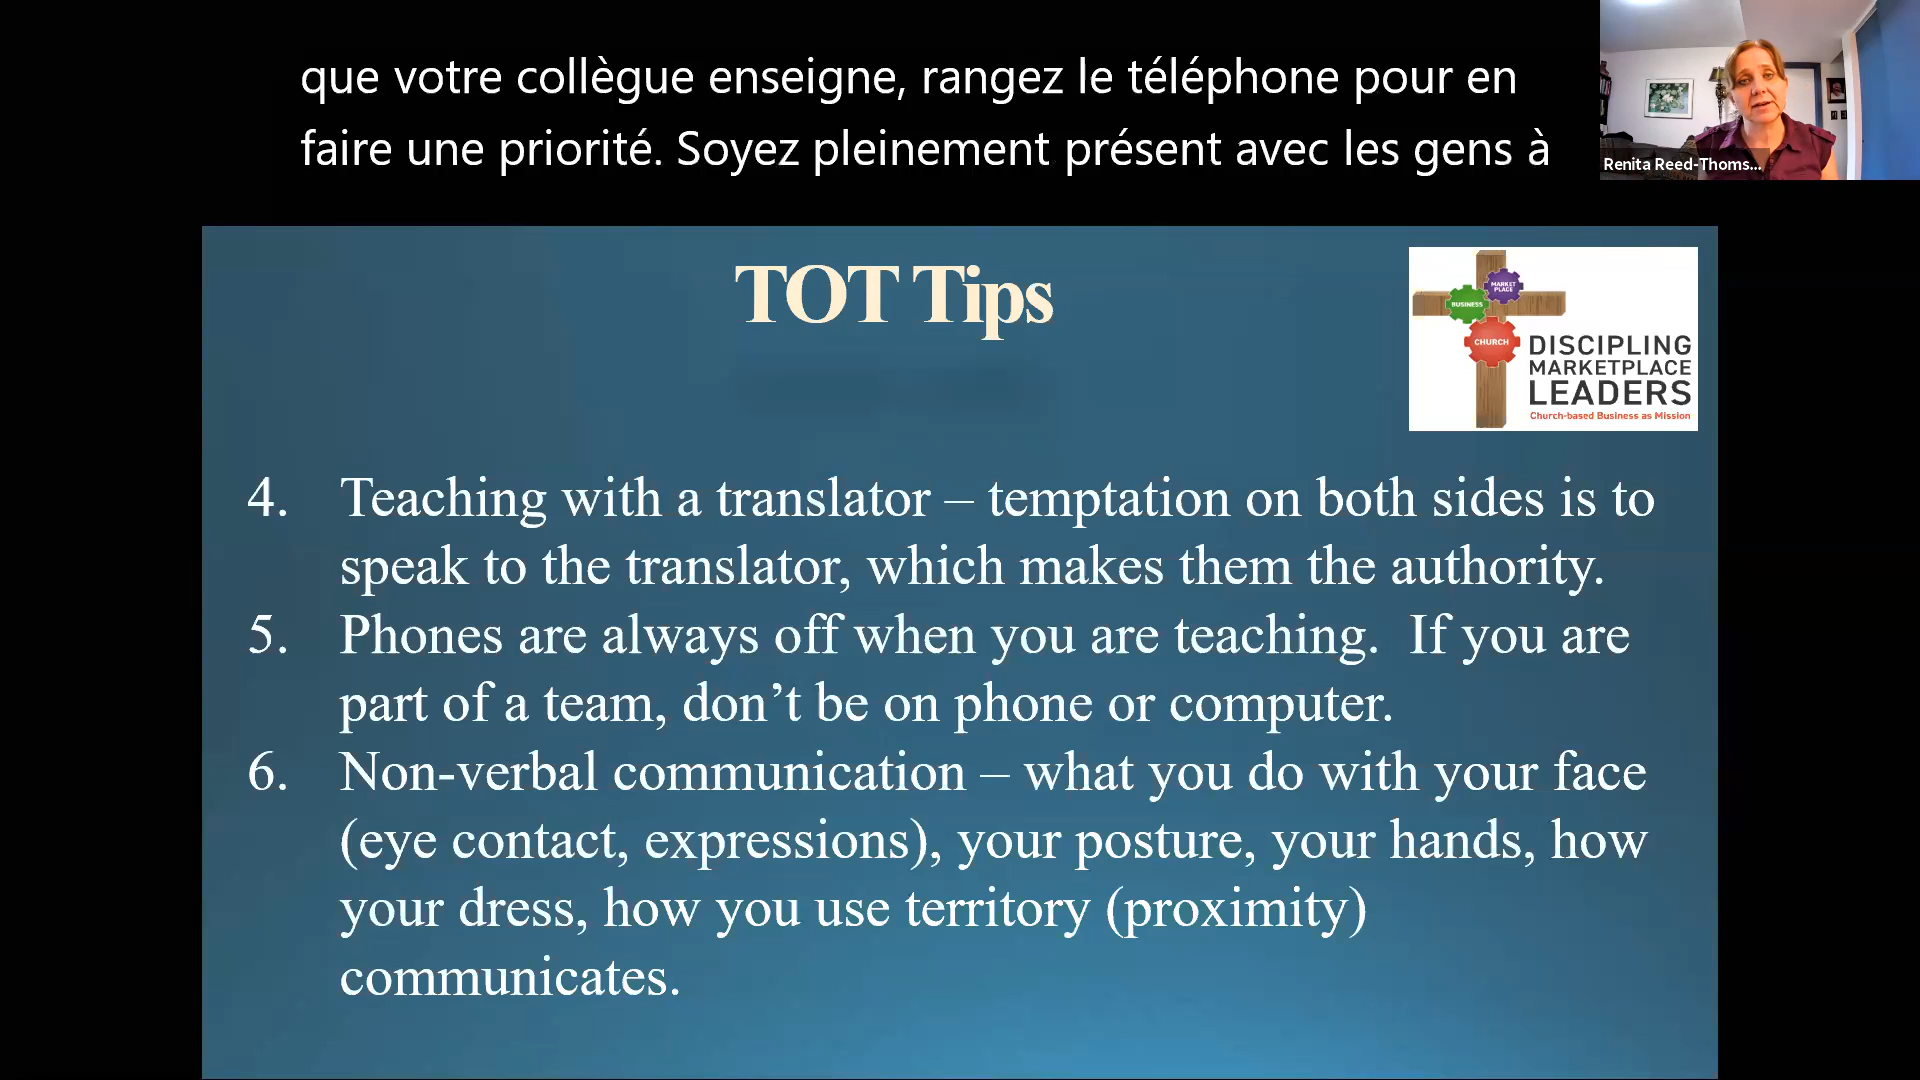 que votre collègue enseigne, rangez le téléphone pour en
faire une priorité. Soyez pleinement présent avec les gens à
Renita Reed-Thoms...
TOT Tips
MARKET
PLACE
BUSINESS
CHURCH
DISCIPLING
MARKETPLACE
LEADERS
Church-based Business as Mission
4. Teaching with a translator – temptation on both sides is to
speak to the translator, which makes them the authority.
5. Phones are always off when you are teaching.  If you are
part of a team, don’t be on phone or computer.
6. Non-verbal communication – what you do with your face
(eye contact, expressions), your posture, your hands, how
your dress, how you use territory (proximity)
communicates.